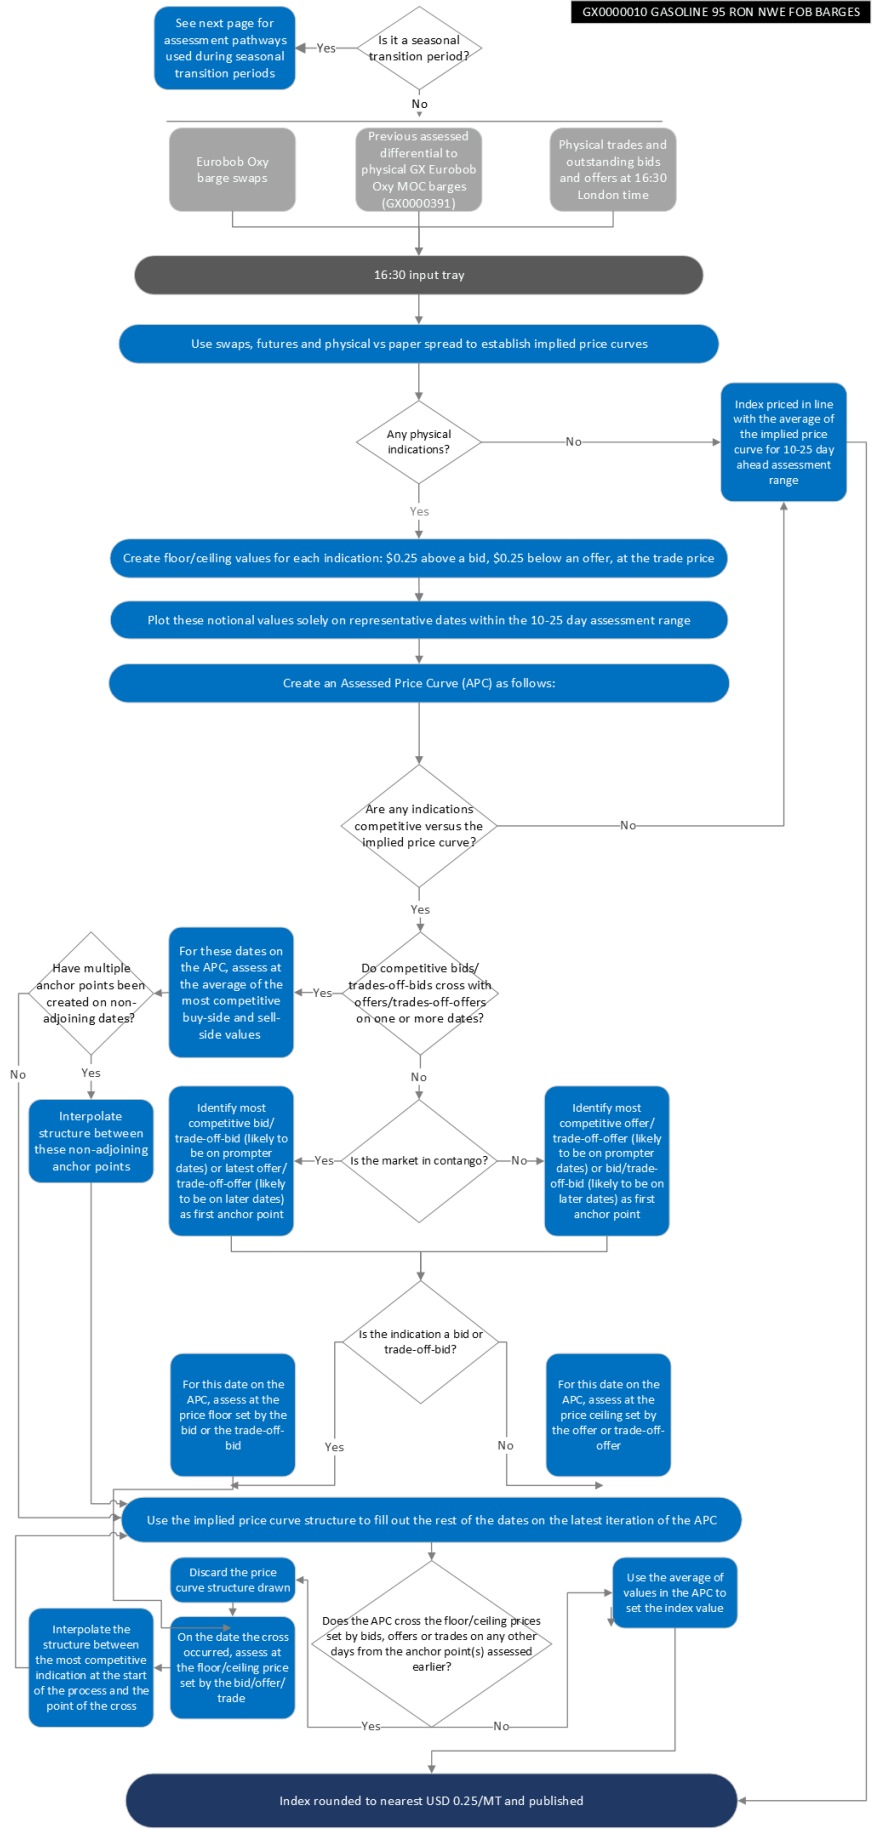 GX0000010 GASOLINE 95 RON NWE FOB BARGES
See next page for
assessment pathways
used during seasonal
transition periods
Yes
Is it a seasonal
transition period?
No
Eurobob Oxy
barge swaps
Previous assessed
differential to
physical GX Eurobob
Oxy MOC barges
(GX0000391)
Physical trades and
outstanding bids
and offers at 16:30
London time
16:30 input tray
Use swaps, futures and physical vs paper spread to establish implied price curves
Any physical
indications?
No
Index priced in line
with the average of
the implied price
curve for 10-25 day
ahead assessment
range
Yes
Create floor/ceiling values for each indication: $0.25 above a bid, $0.25 below an offer, at the trade price
Plot these notional values solely on representative dates within the 10-25 day assessment range
Create an Assessed Price Curve (APC) as follows:
Are any indications
competitive versus the
implied price curve?
No
Yes
Have multiple
anchor points been
created on non-
adjoining dates?
For these dates on
the APC, assess at
the average of the
most competitive
buy-side and sell-
side values
Yes
Do competitive bids/
trades-off-bids cross with
offers/trades-off-offers
on one or more dates?
No
Yes
No
Interpolate
structure between
these non-adjoining
anchor points
Identify most
competitive bid/
trade-off-bid (likely to
be on prompter
dates) or latest offer/
trade-off-offer (likely
to be on later dates)
as first anchor point
Yes
Is the market in contango?
No
Identify most
competitive offer/
trade-off-offer (likely
to be on prompter
dates) or bid/trade-
off-bid (likely to be
on later dates) as first
anchor point
Is the indication a bid or
trade-off-bid?
For this date on the
APC, assess at the
price floor set by the
bid or the trade-off-
bid
Yes
No
For this date on the
APC, assess at the
price ceiling set by
the offer or trade-off-
offer
Use the implied price curve structure to fill out the rest of the dates on the latest iteration of the APC
Discard the price
curve structure drawn
Use the average of
values in the APC to
set the index value
Interpolate the
structure between
the most competitive
indication at the start
of the process and the
point of the cross
On the date the cross
occurred, assess at
the floor/ceiling price
set by the bid/offer/
trade
Does the APC cross the floor/ceiling prices
set by bids, offers or trades on any other
days from the anchor point(s) assessed
earlier?
Yes
No
Index rounded to nearest USD 0.25/MT and published